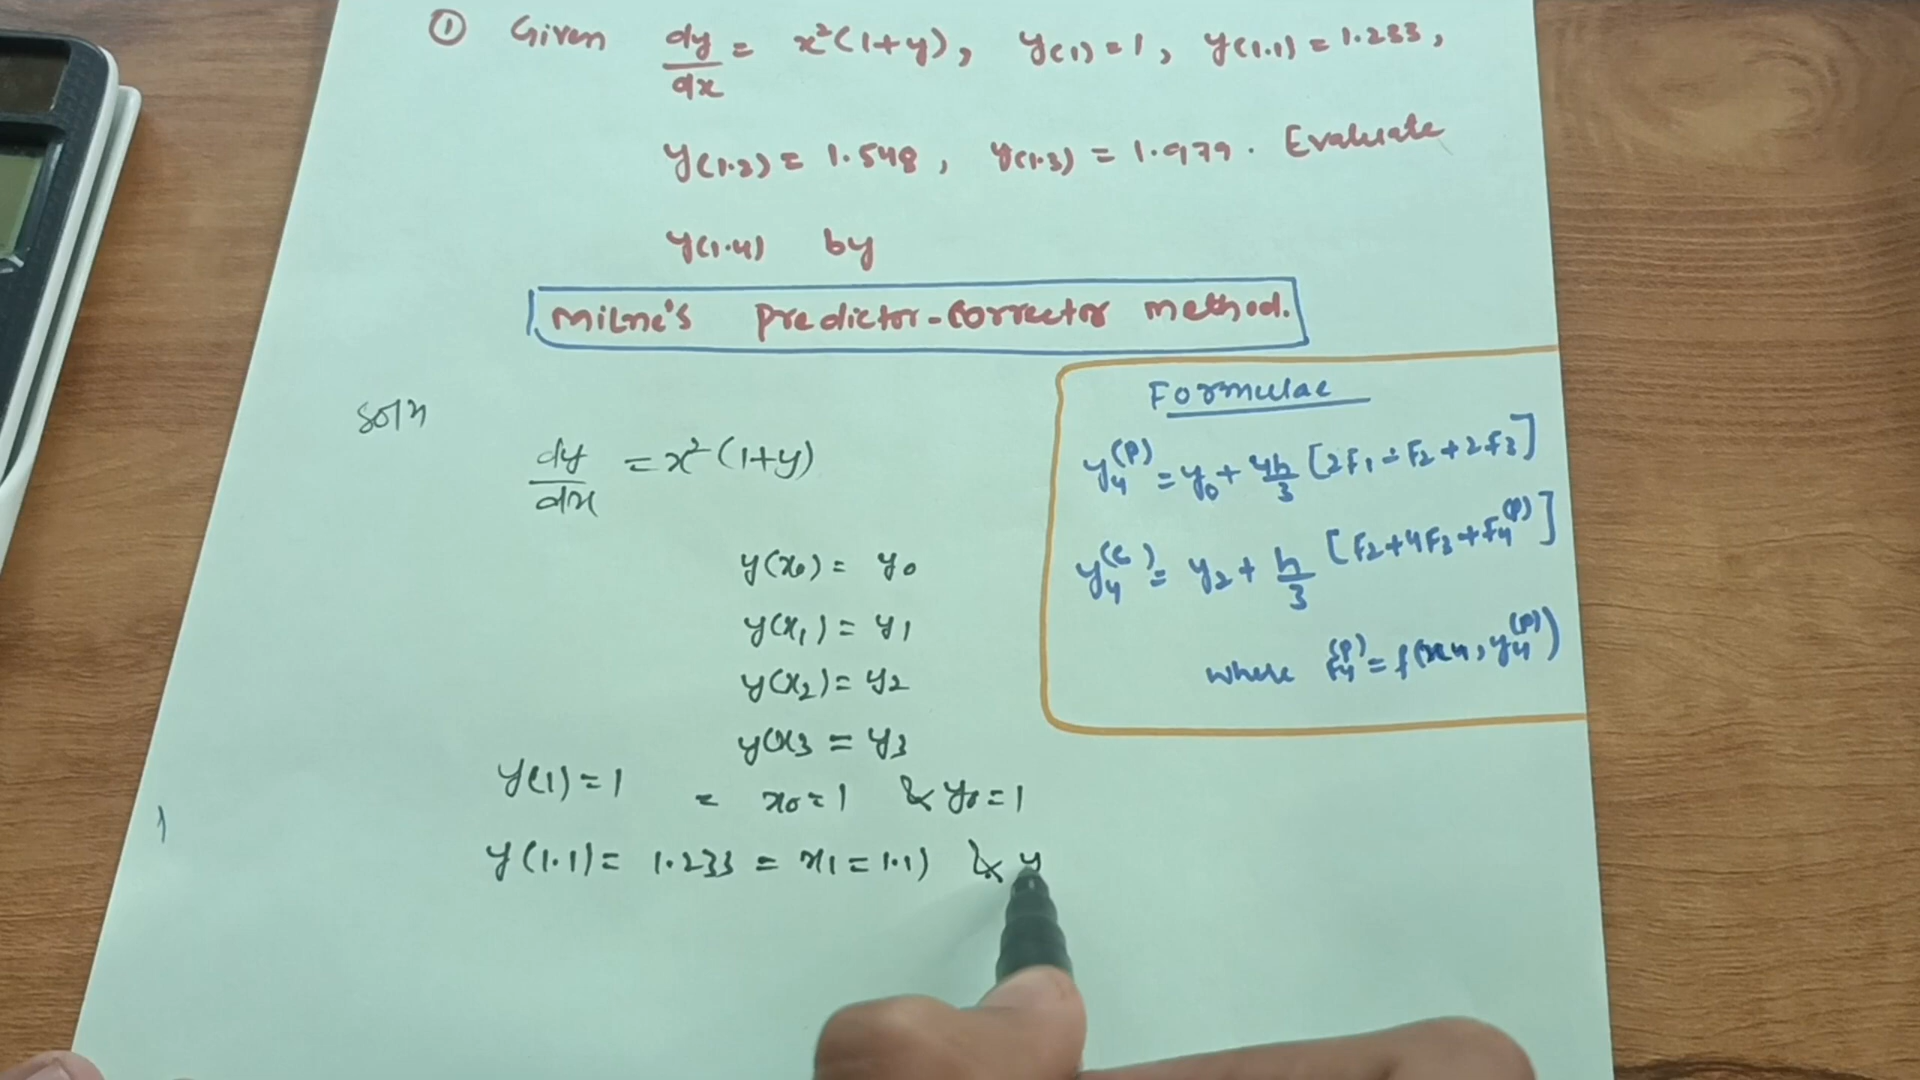 ① Given dy/dx = x²(1+y), y(1)=1, y(1.1)=1.233,
y(1.2)=1.548, y(1.3)=1.979. Evaluate
y(1.4) by
Milne's Predictor-Corrector method.
Formulae
y₄⁽ᴾ⁾ = y₀ + 4h/3 [2F₁ - F₂ + 2F₃]
y₄⁽ᶜ⁾ = y₂ + h/3 [F₂+4F₃+F₄⁽ᴾ⁾]
where F₄⁽ᴾ⁾ = f(x₄, y₄⁽ᴾ⁾)
Soln
dy/dx = x²(1+y)
y(x₀) = y₀
y(x₁) = y₁
y(x₂) = y₂
y(x₃ = y₃
y(1)=1 = x₀=1 & y₀=1
y(1.1)= 1.233 = x₁=1.1) & y